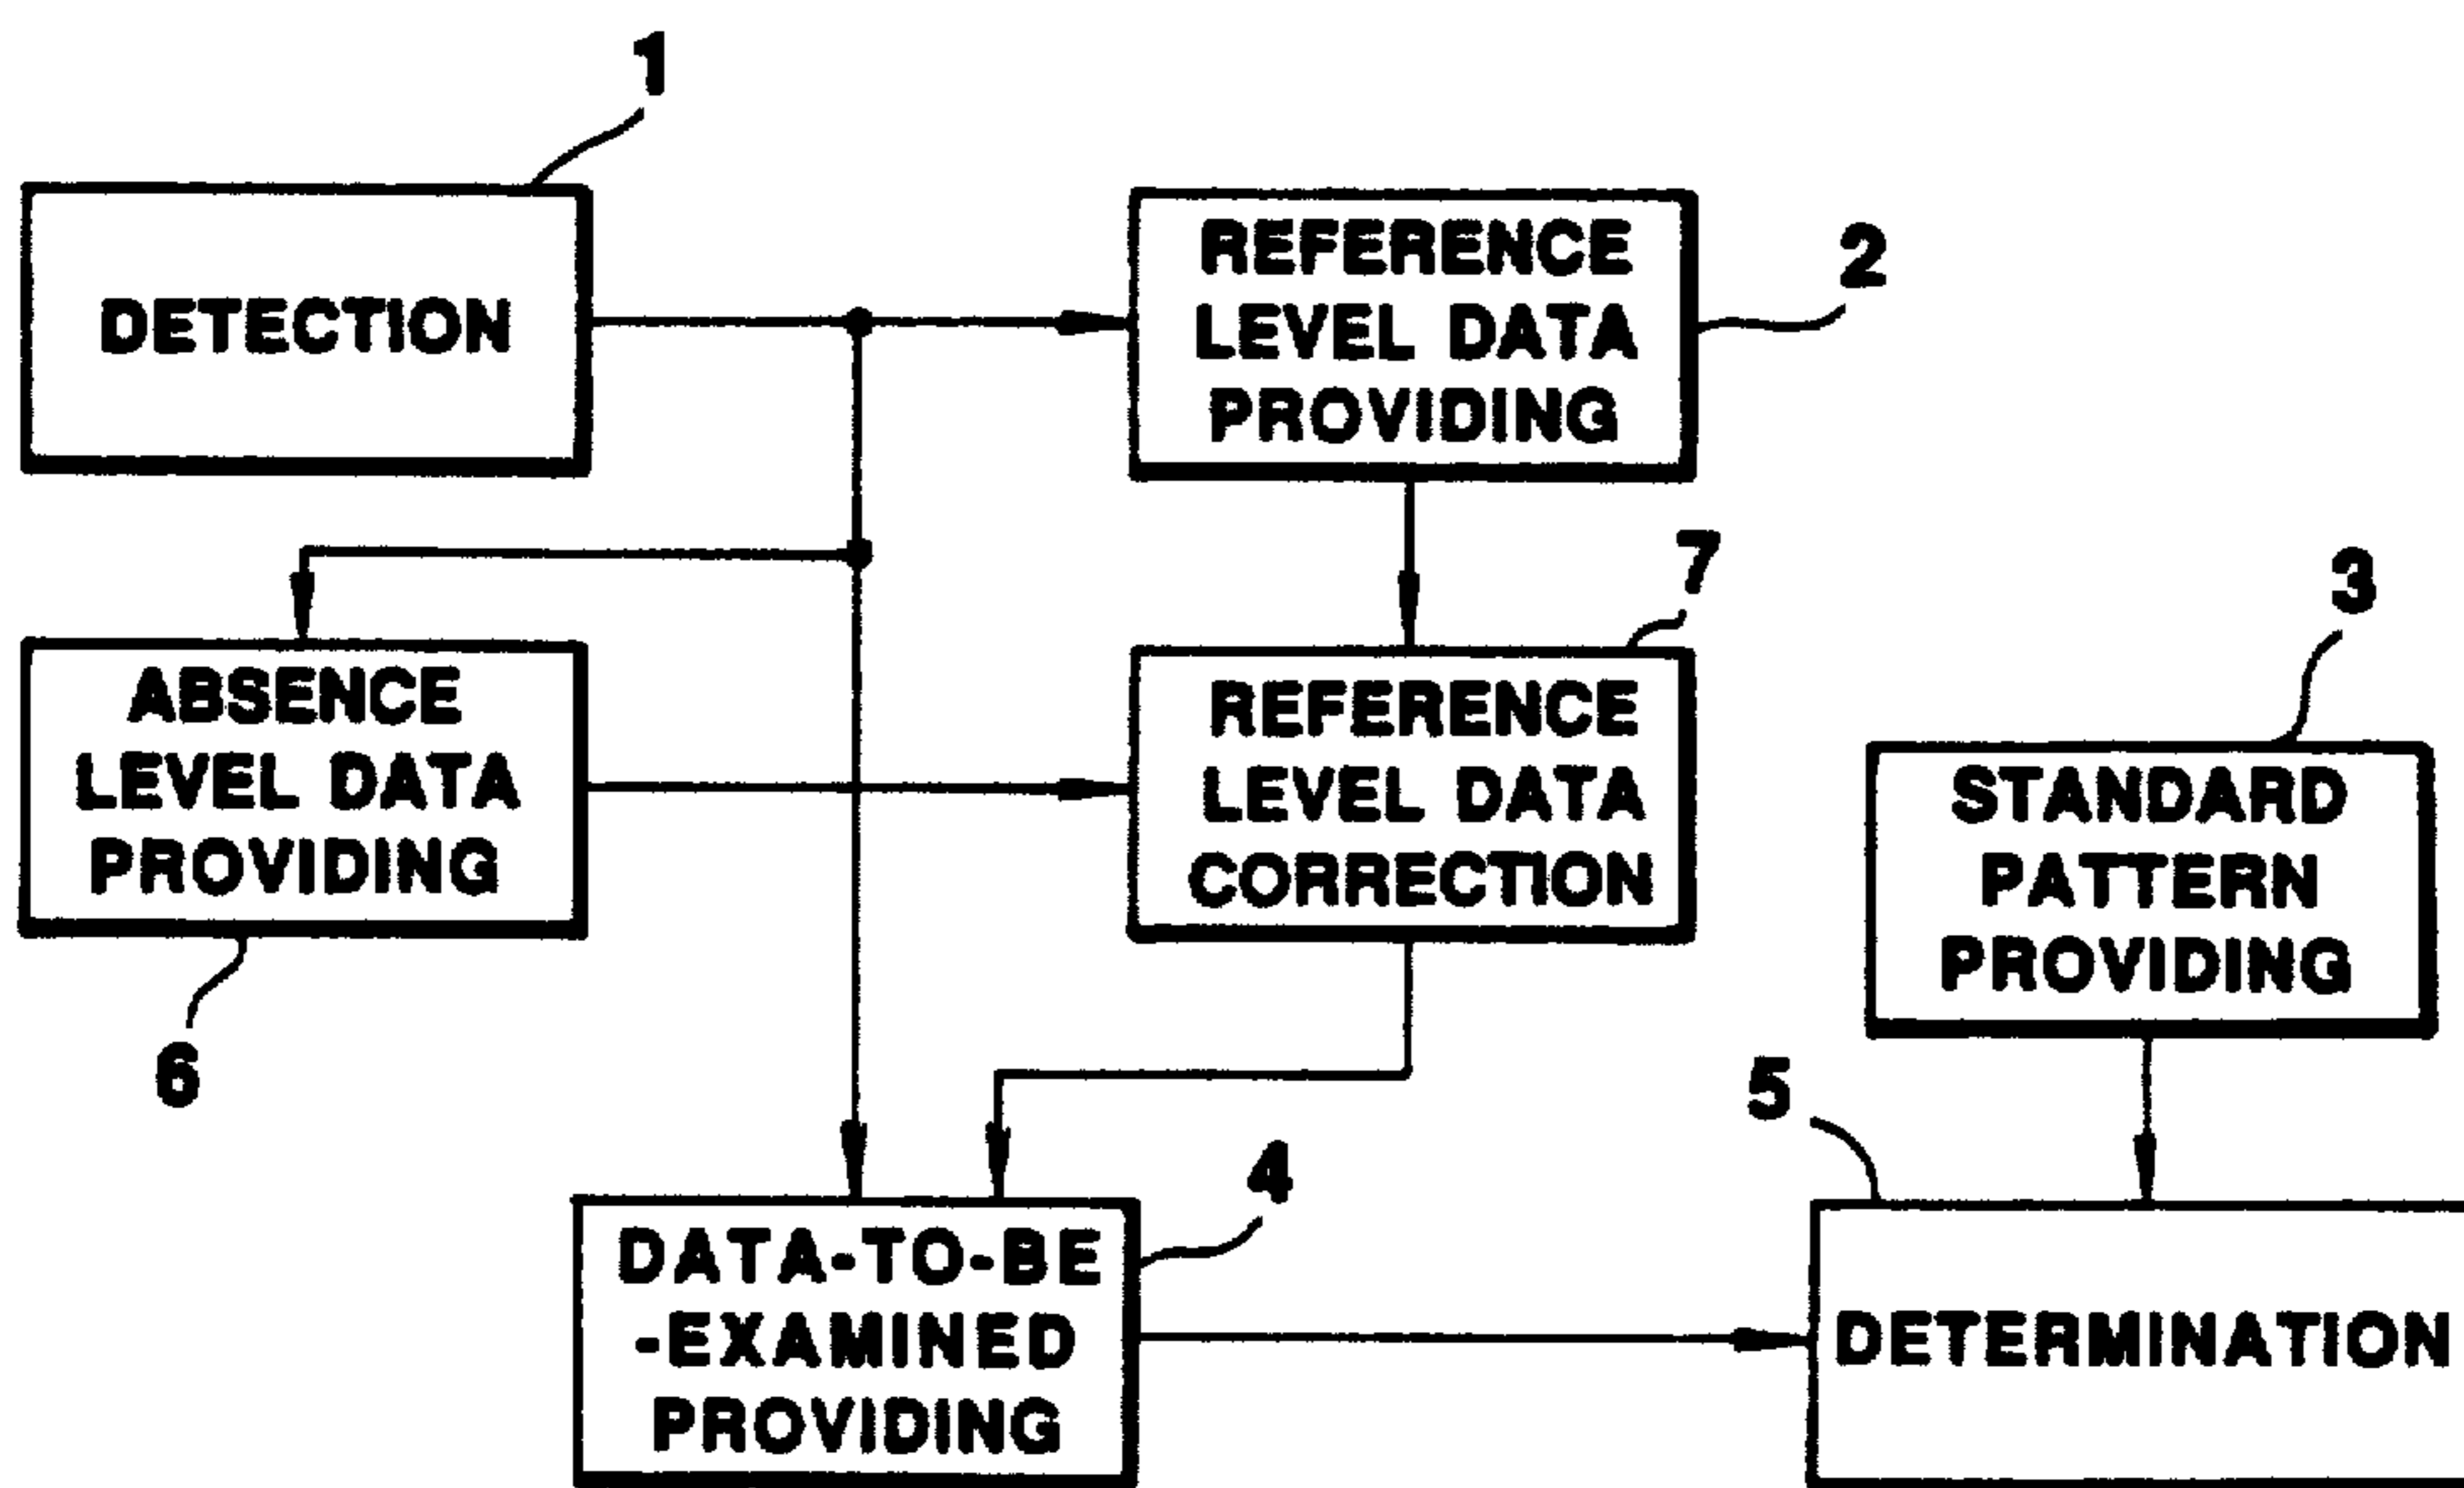 1
DETECTION
REFERENCE
LEVEL DATA
PROVIDING
2
ABSENCE
LEVEL DATA
PROVIDING
6
7
REFERENCE
LEVEL DATA
CORRECTION
3
STANDARD
PATTERN
PROVIDING
4
DATA-TO-BE
-EXAMINED
PROVIDING
5
DETERMINATION